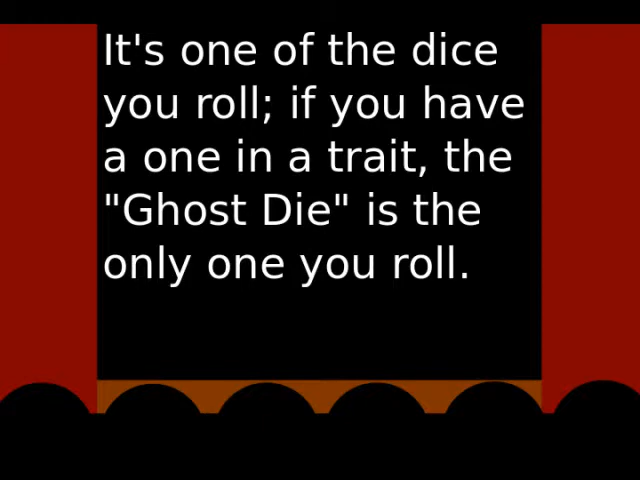 It's one of the dice
you roll; if you have
a one in a trait, the
"Ghost Die" is the
only one you roll.